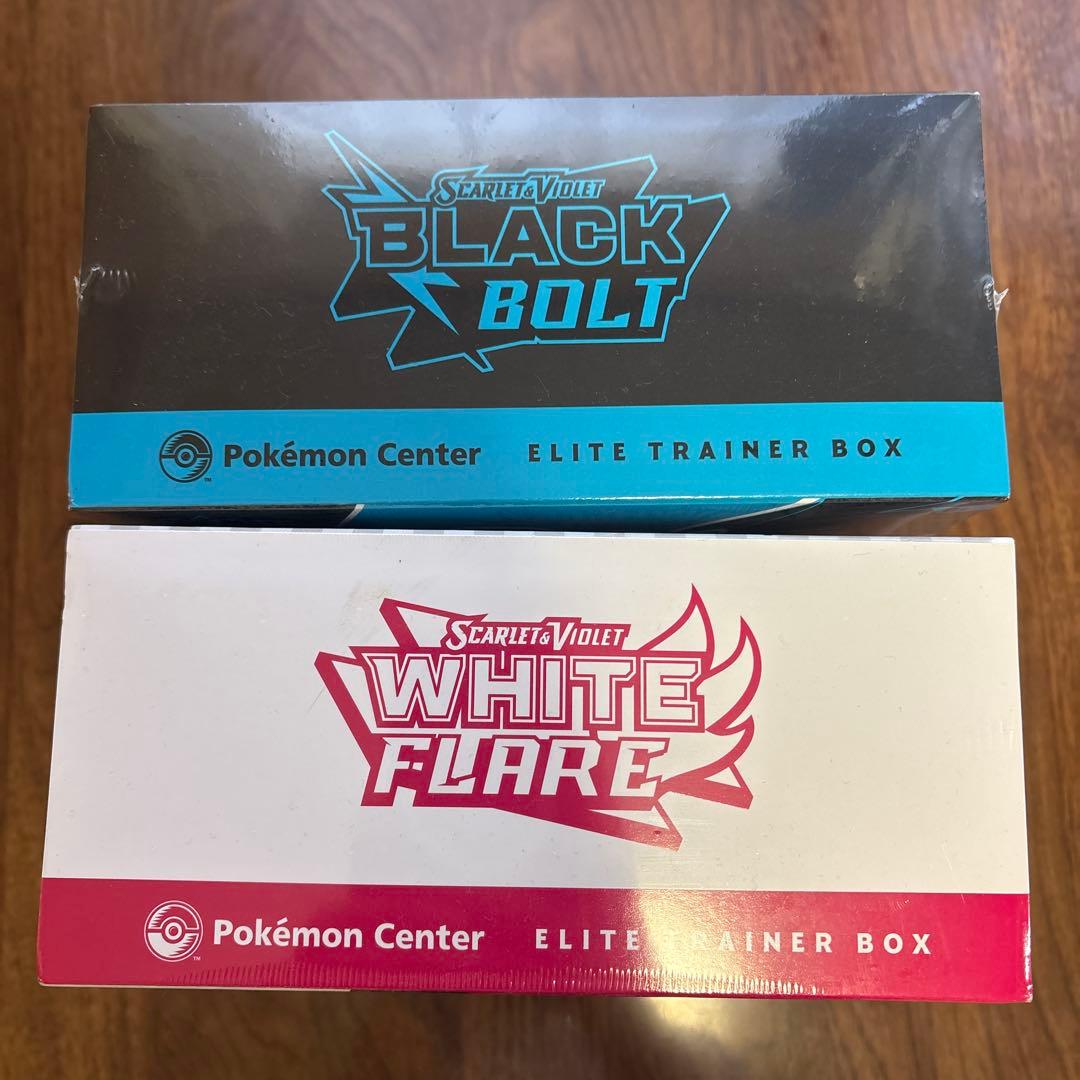 SCARLET & VIOLET
BLACK
BOLT
Pokémon Center ELITE TRAINER BOX
SCARLET & VIOLET
WHITE
FLARE
Pokémon Center ELITE TRAINER BOX